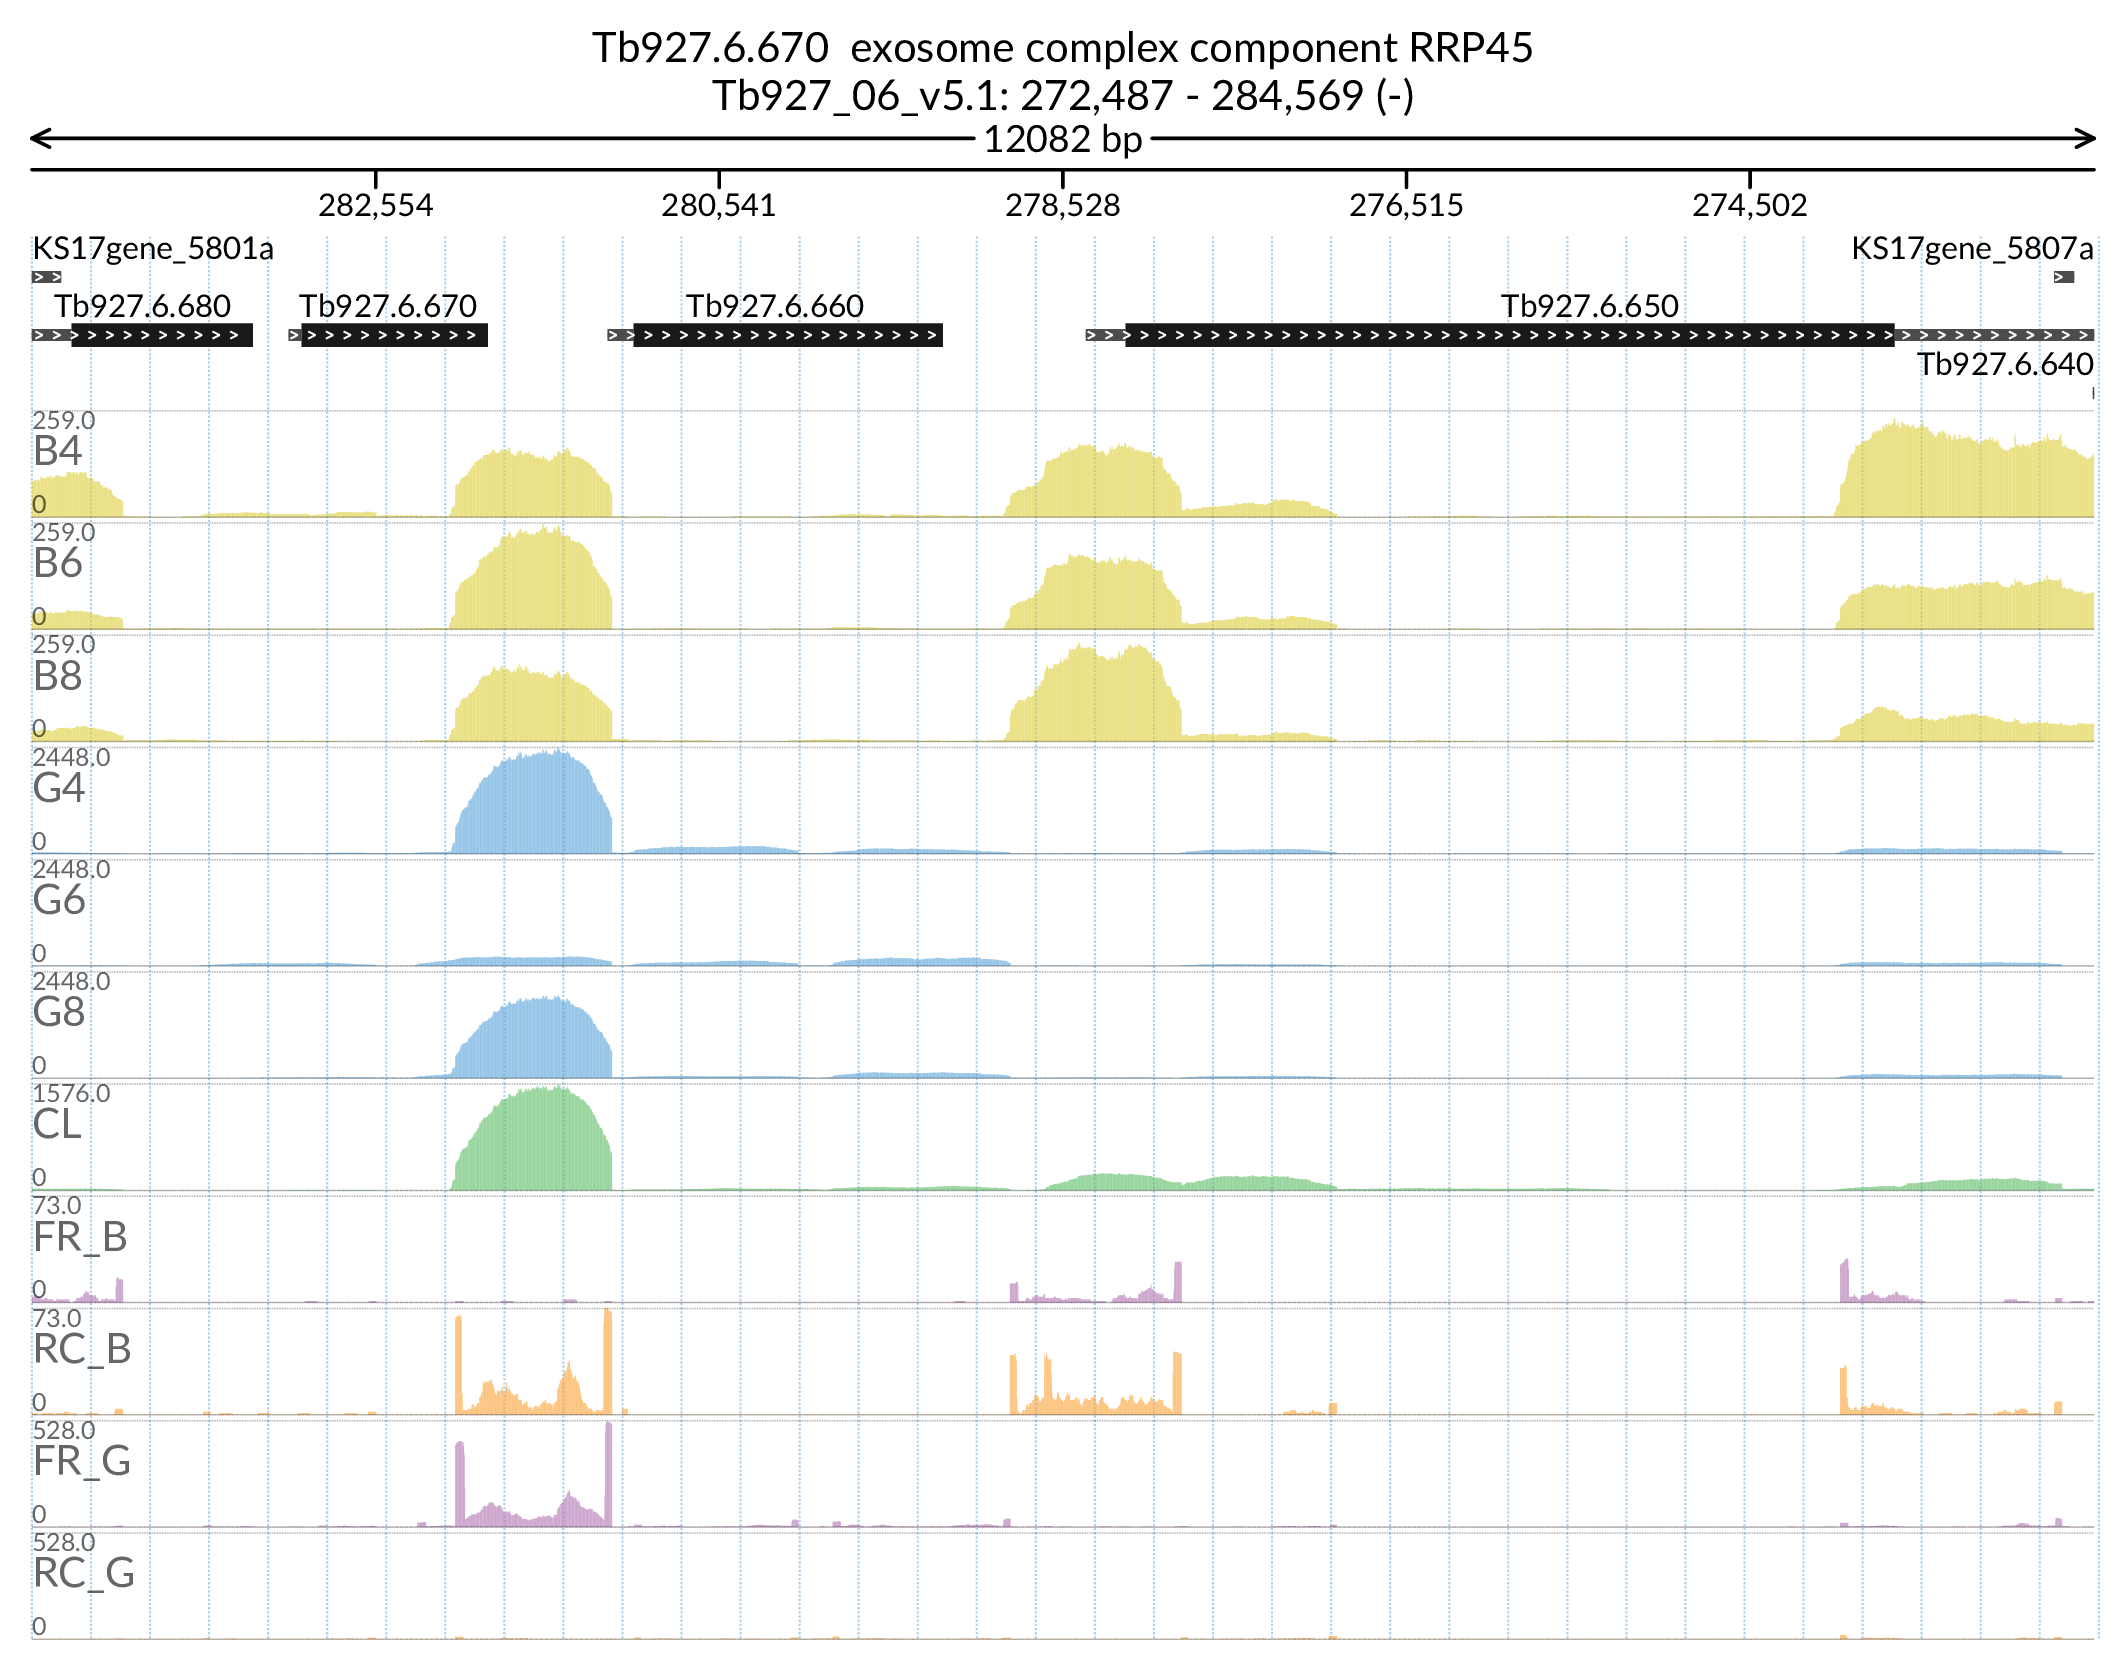 Tb927.6.670  exosome complex component RRP45
Tb927_06_v5.1: 272,487 - 284,569 (-)
12082 bp
282,554 280,541 278,528 276,515 274,502
KS17gene_5801a KS17gene_5807a
Tb927.6.680 Tb927.6.670 Tb927.6.660 Tb927.6.650
Tb927.6.640
259.0
B4
0
259.0
B6
0
259.0
B8
0
2448.0
G4
0
2448.0
G6
0
2448.0
G8
0
1576.0
CL
0
73.0
FR_B
0
73.0
RC_B
0
528.0
FR_G
0
528.0
RC_G
0